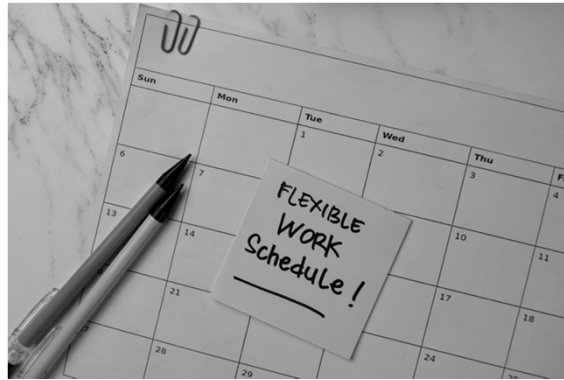 Sun Mon Tue Wed Thu F
1 2 3 4
6 7 10 11
13 14 17 18
21 24
28 29
FLEXIBLE
WORK
Schedule!